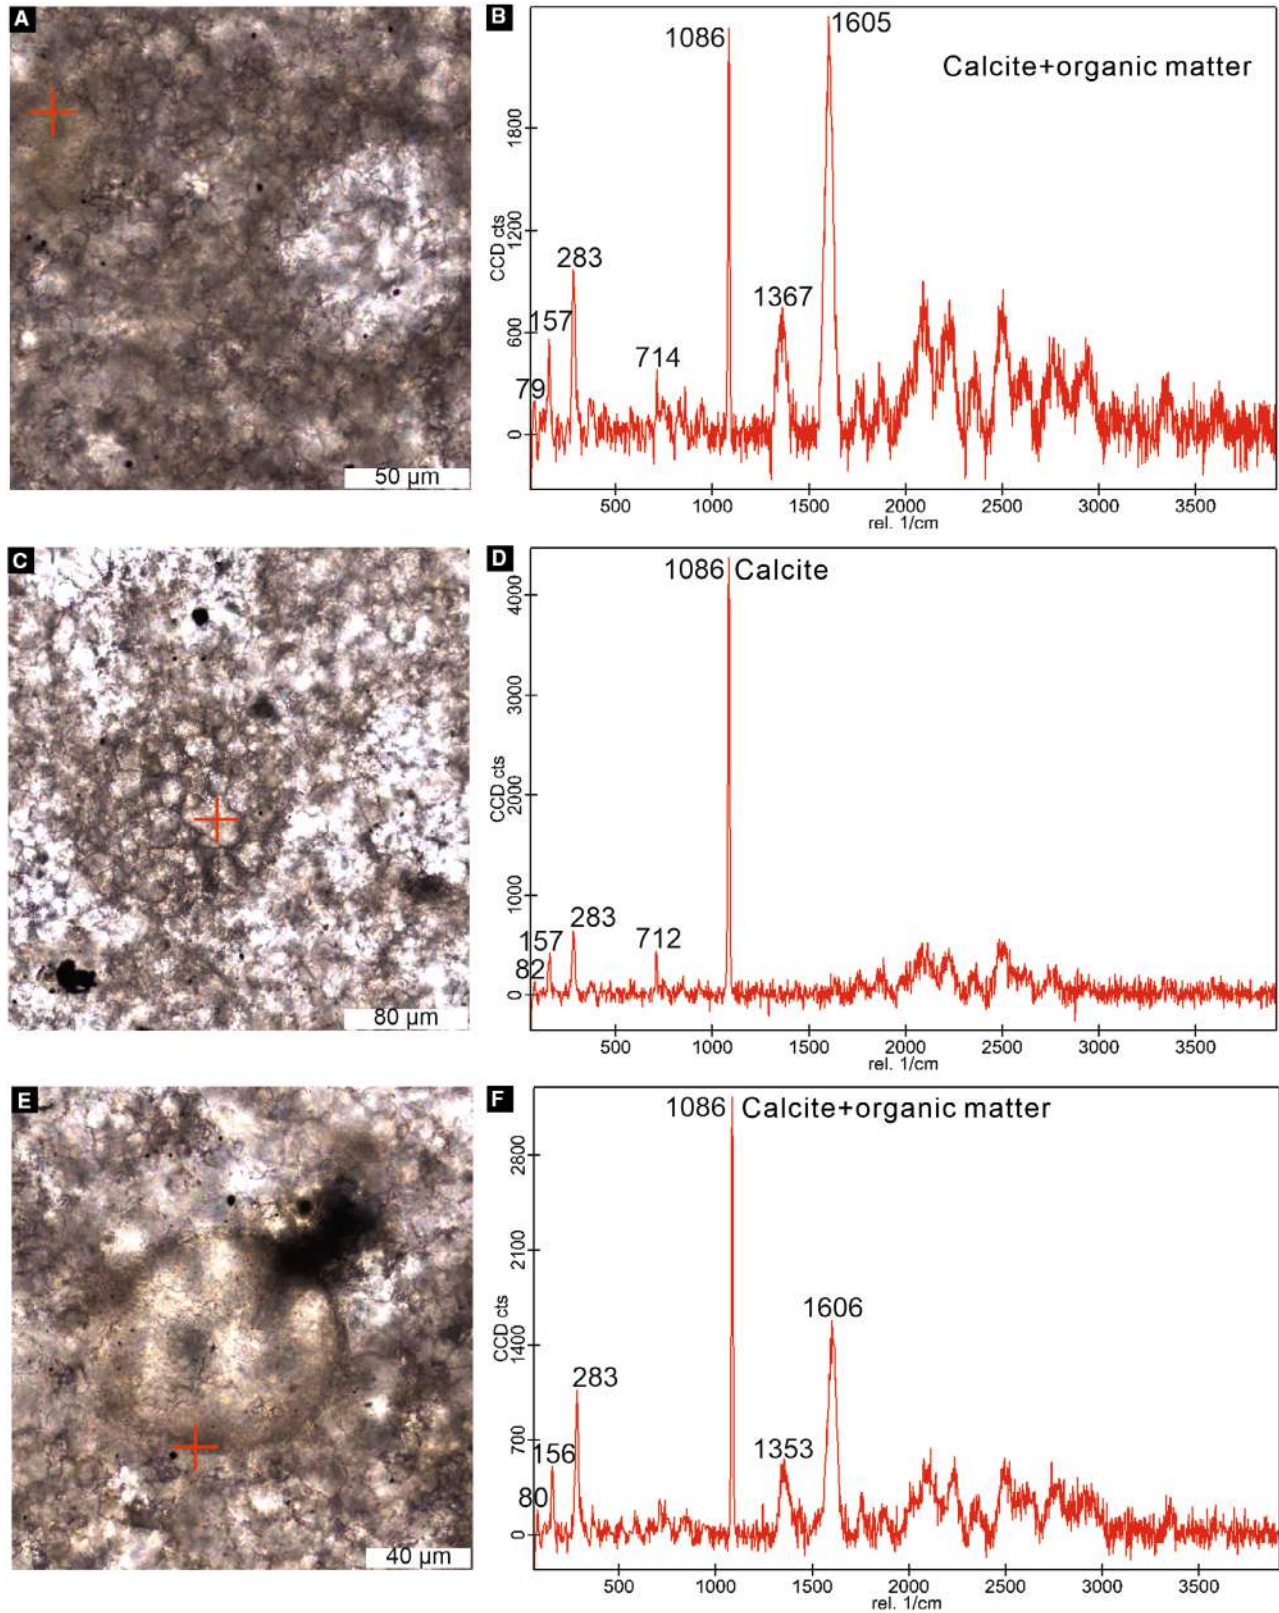 A
50 µm
B
1086
1605
Calcite+organic matter
283
157
79
714
1367
CCD cts
0
600
1200
1800
500
1000
1500
2000
2500
3000
3500
rel. 1/cm
C
80 µm
D
1086
Calcite
157
283
82
712
CCD cts
0
1000
2000
3000
4000
500
1000
1500
2000
2500
3000
3500
rel. 1/cm
E
40 µm
F
1086
Calcite+organic matter
1606
283
156
80
1353
CCD cts
0
700
1400
2100
2800
500
1000
1500
2000
2500
3000
3500
rel. 1/cm